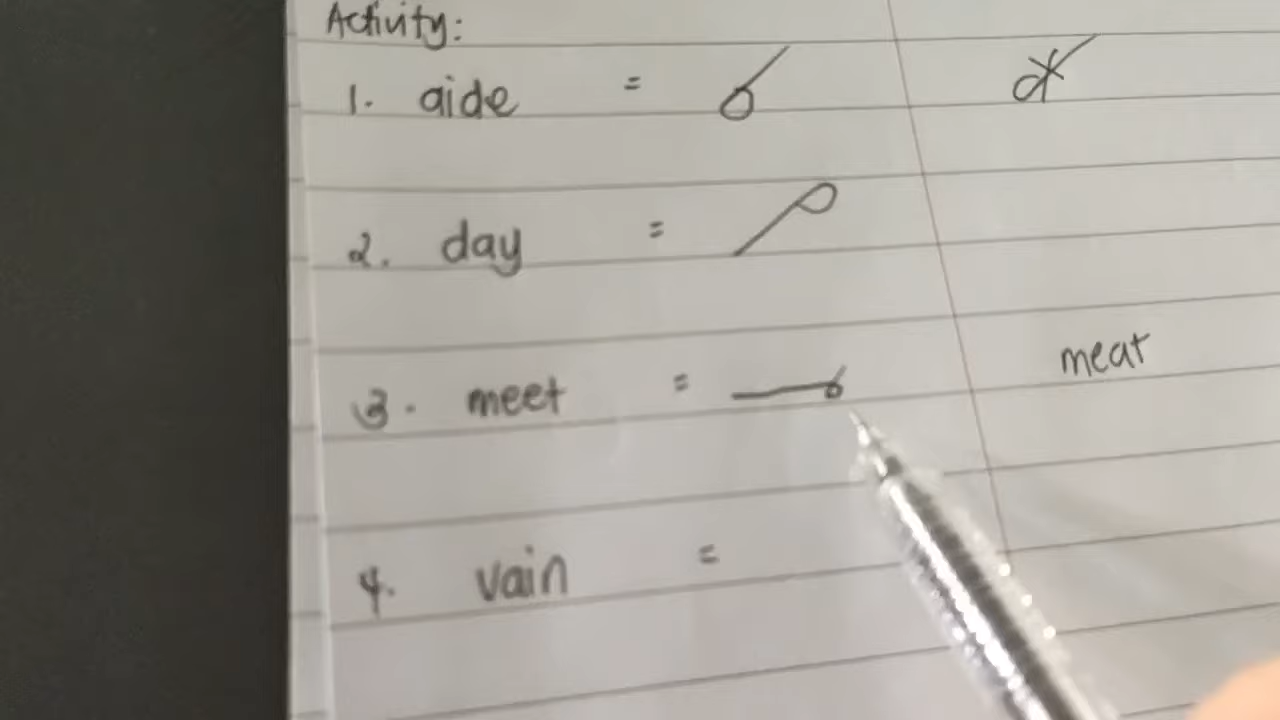 Activity:
1. aide =
2. day =
3. meet = meat
4. vain =